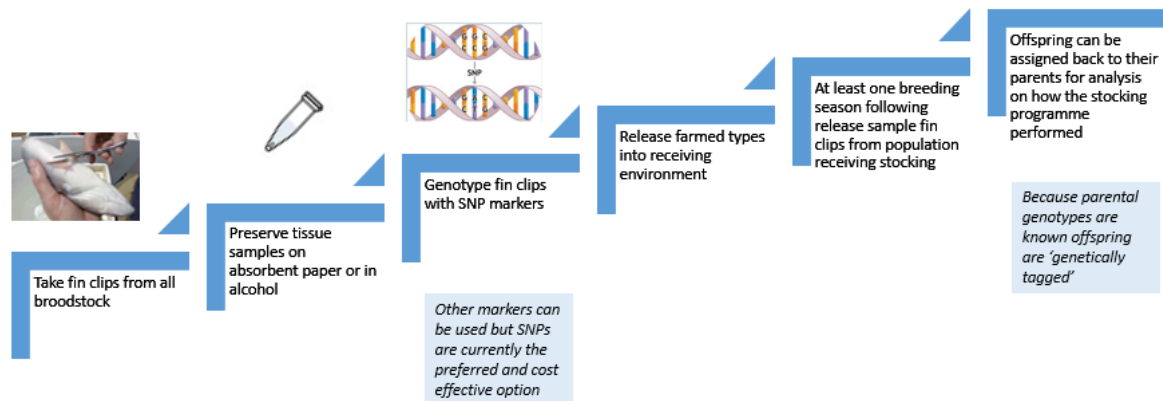 Take fin clips from all
broodstock
Preserve tissue
samples on
absorbent paper or in
alcohol
SNP
Genotype fin clips
with SNP markers
Other markers can
be used but SNPs
are currently the
preferred and cost
effective option
Release farmed types
into receiving
environment
At least one breeding
season following
release sample fin
clips from population
receiving stocking
Offspring can be
assigned back to their
parents for analysis
on how the stocking
programme
performed
Because parental
genotypes are
known offspring
are ‘genetically
tagged’